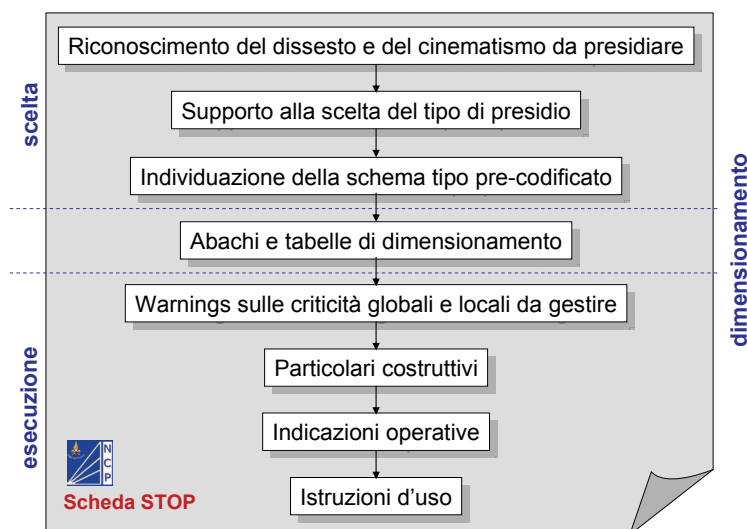 Riconoscimento del dissesto e del cinematismo da presidiare
scelta
Supporto alla scelta del tipo di presidio
Individuazione della schema tipo pre-codificato
Abachi e tabelle di dimensionamento
dimensionamento
Warnings sulle criticità globali e locali da gestire
esecuzione
Particolari costruttivi
Indicazioni operative
NCP
Scheda STOP
Istruzioni d'uso